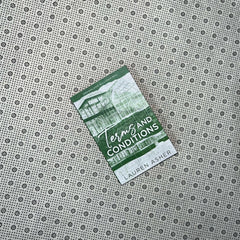 Terms AND
CONDITIONS
LAUREN ASHER